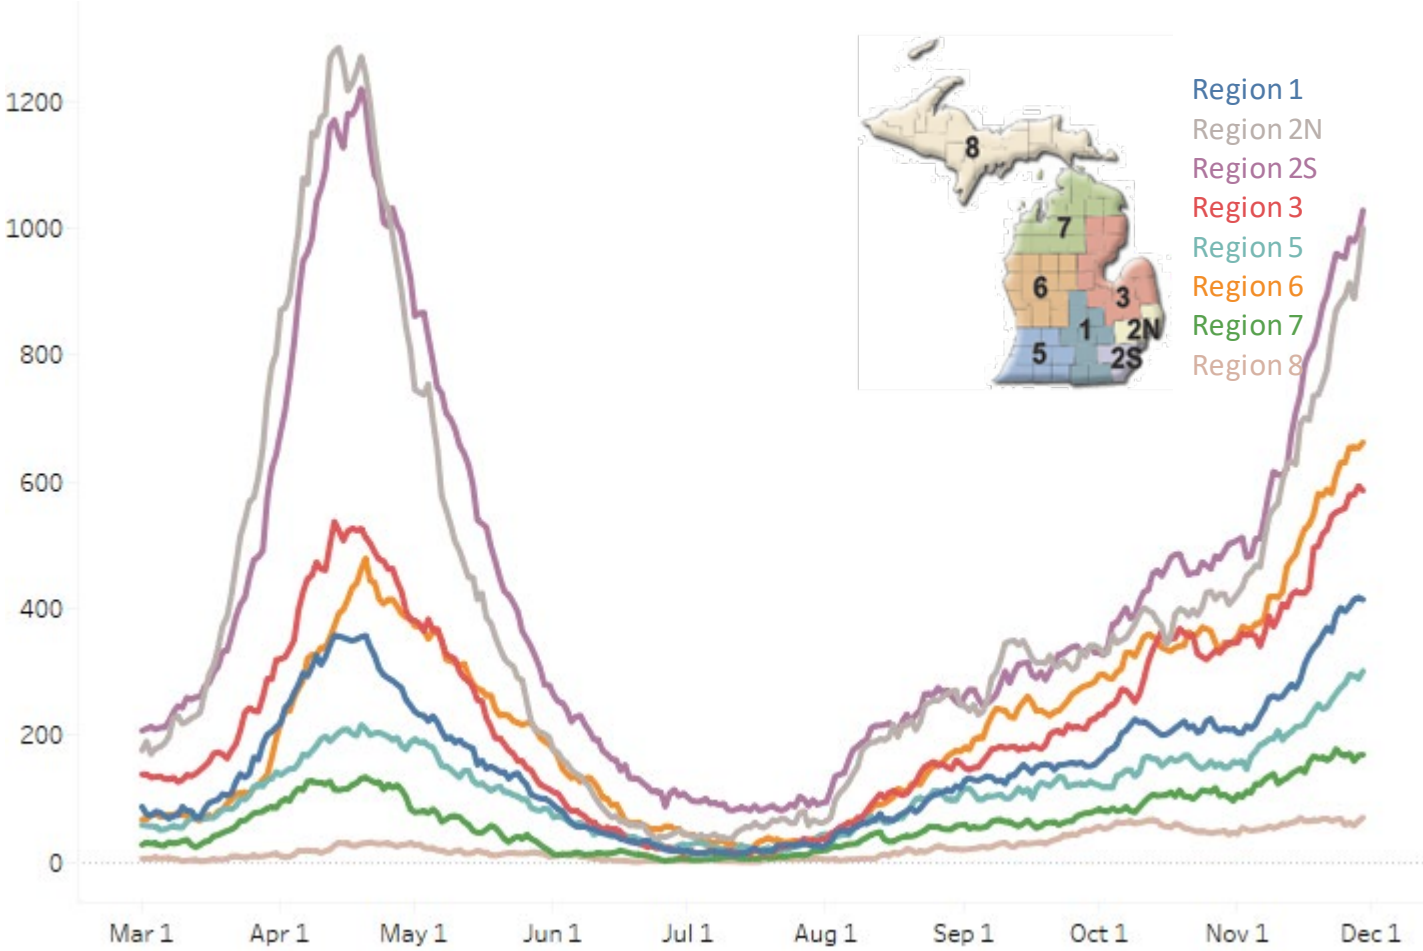 1200
1000
800
600
400
200
0
Mar 1 Apr 1 May 1 Jun 1 Jul 1 Aug 1 Sep 1 Oct 1 Nov 1 Dec 1
8
7
6
3
1
2N
5
2S
Region 1
Region 2N
Region 2S
Region 3
Region 5
Region 6
Region 7
Region 8